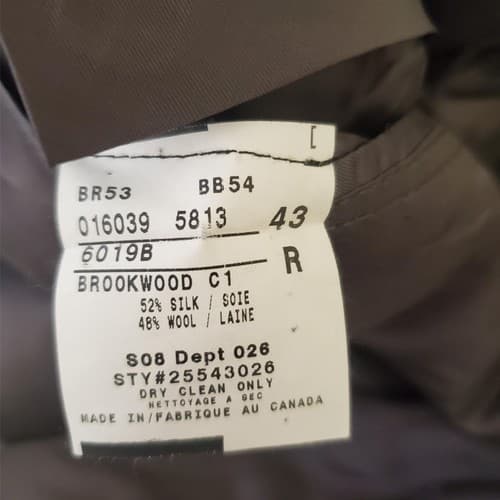 BR53 BB54
016039 5813 43
6019B R
BROOKWOOD C1
52% SILK / SOIE
48% WOOL / LAINE
S08 Dept 026
STY#25543026
DRY CLEAN ONLY
NETTOYAGE A SEC
MADE IN/FABRIQUE AU CANADA